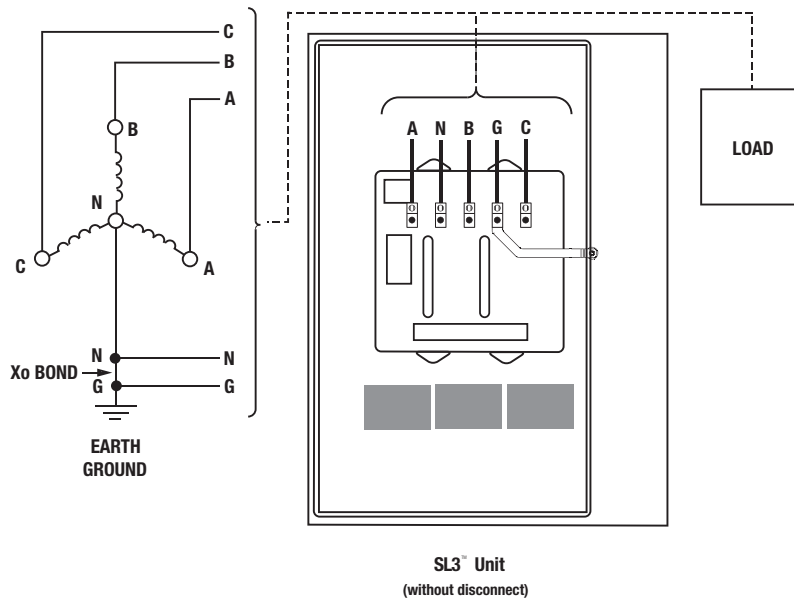 C
B
A
B
N
C
A
N
Xo BOND
G
N
G
EARTH
GROUND
A N B G C
LOAD
SL3™ Unit
(without disconnect)